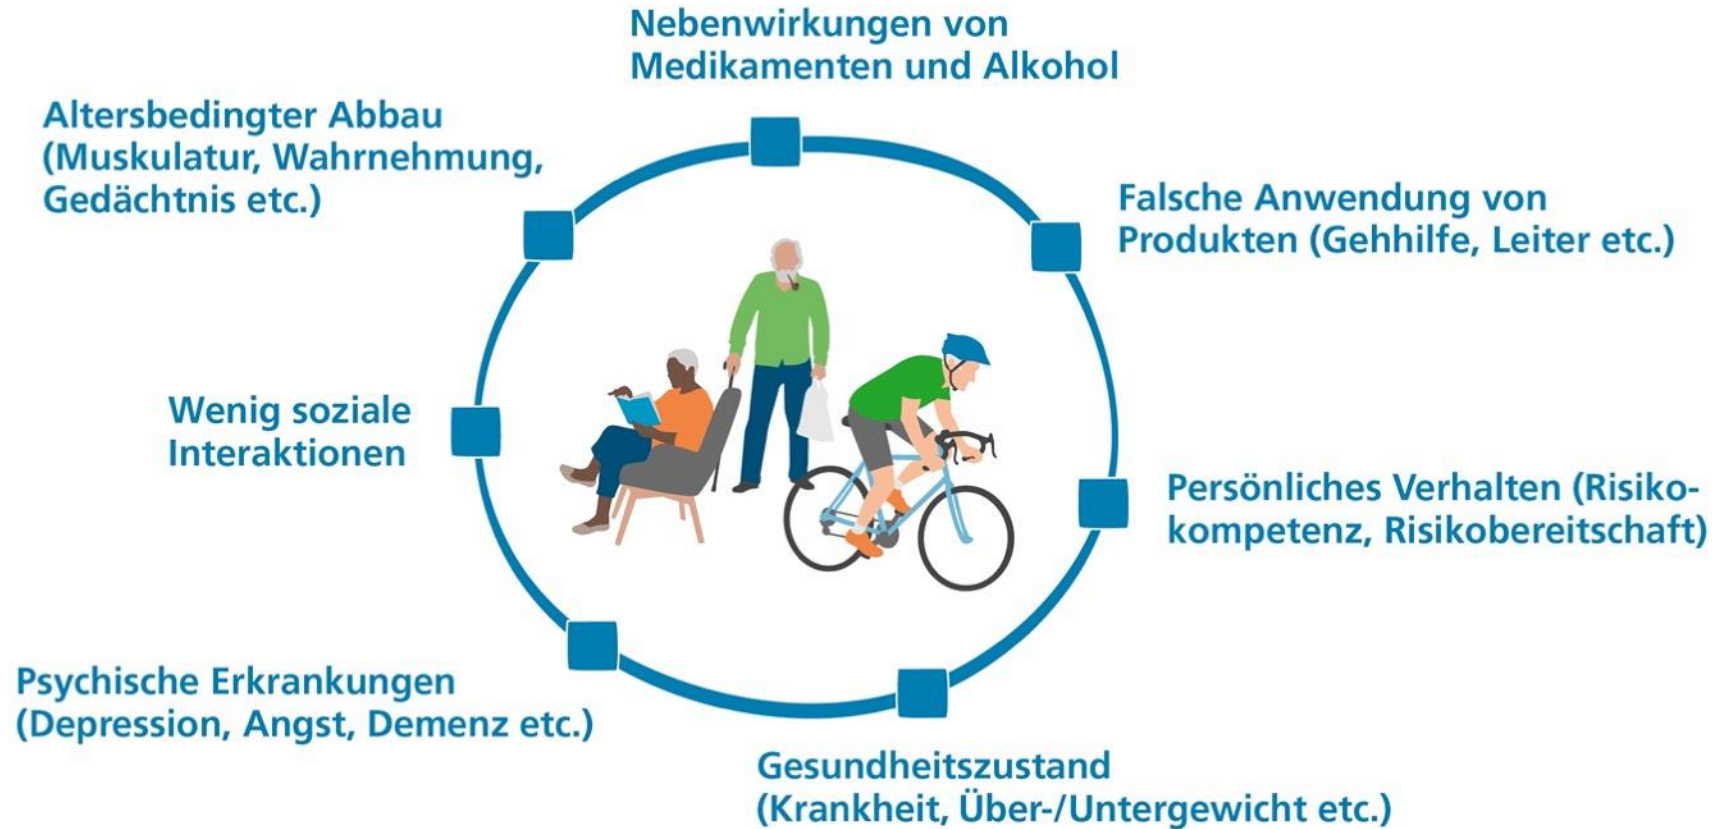 Nebenwirkungen von
Medikamenten und Alkohol
Altersbedingter Abbau
(Muskulatur, Wahrnehmung,
Gedächtnis etc.)
Falsche Anwendung von
Produkten (Gehhilfe, Leiter etc.)
Wenig soziale
Interaktionen
Persönliches Verhalten (Risiko-
kompetenz, Risikobereitschaft)
Psychische Erkrankungen
(Depression, Angst, Demenz etc.)
Gesundheitszustand
(Krankheit, Über-/Untergewicht etc.)